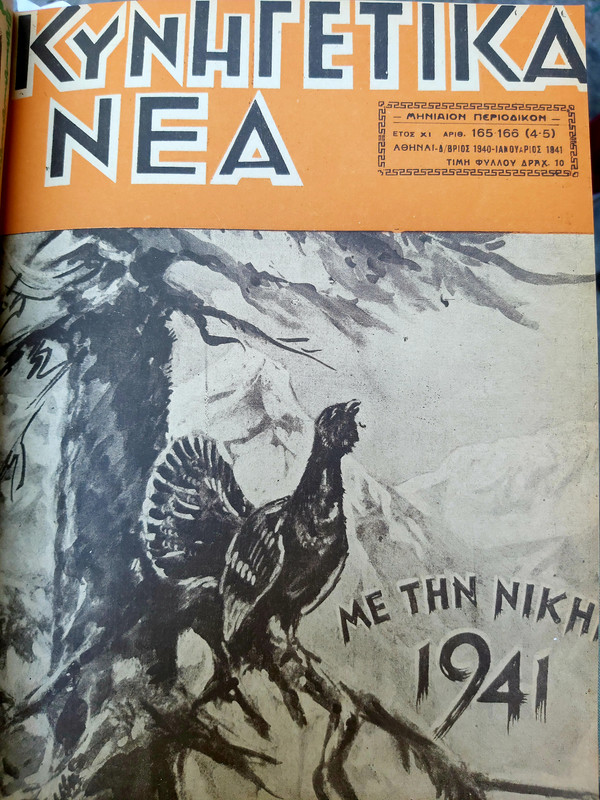 ΚΥΝΗΓΕΤΙΚΑ
ΝΕΑ
— ΜΗΝΙΑΙΟΝ ΠΕΡΙΟΔΙΚΟΝ —
ΕΤΟΣ ΧΙ ΑΡΙΘ. 165-166 (4-5)
ΑΘΗΝΑΙ-Δ/ΒΡΙΟΣ 1940-ΙΑΝΟΥΑΡΙΟΣ 1841
ΤΙΜΗ ΦΥΛΛΟΥ ΔΡΑΧ. 10
ΜΕ ΤΗΝ ΝΙΚΗ
1941